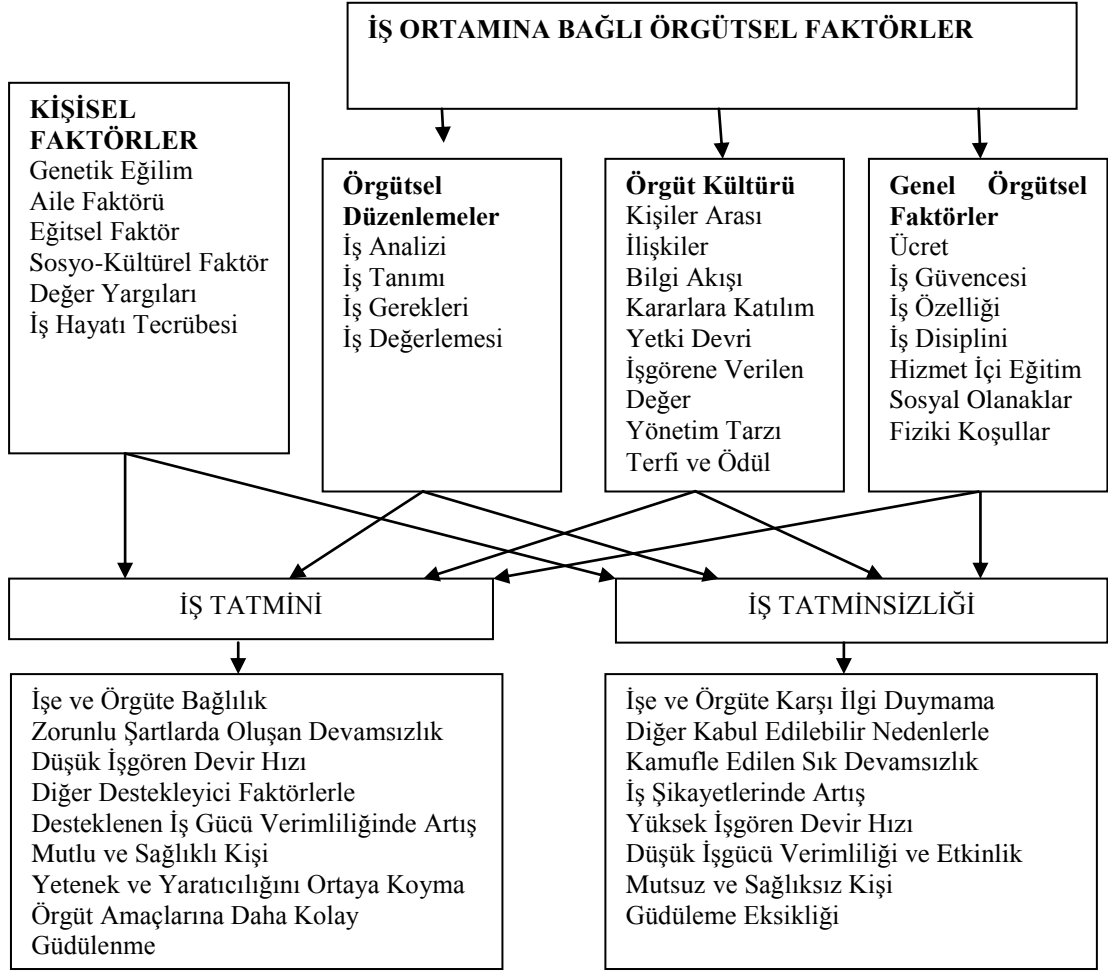 İŞ ORTAMINA BAĞLI ÖRGÜTSEL FAKTÖRLER
KİŞİSEL
FAKTÖRLER
Genetik Eğilim
Aile Faktörü
Eğitsel Faktör
Sosyo-Kültürel Faktör
Değer Yargıları
İş Hayatı Tecrübesi
Örgütsel
Düzenlemeler
İş Analizi
İş Tanımı
İş Gerekleri
İş Değerlemesi
Örgüt Kültürü
Kişiler Arası
İlişkiler
Bilgi Akışı
Kararlara Katılım
Yetki Devri
İşgörene Verilen
Değer
Yönetim Tarzı
Terfi ve Ödül
Genel Örgütsel
Faktörler
Ücret
İş Güvencesi
İş Özelliği
İş Disiplini
Hizmet İçi Eğitim
Sosyal Olanaklar
Fiziki Koşullar
İŞ TATMİNİ
İŞ TATMİNSİZLİĞİ
İşe ve Örgüte Bağlılık
Zorunlu Şartlarda Oluşan Devamsızlık
Düşük İşgören Devir Hızı
Diğer Destekleyici Faktörlerle
Desteklenen İş Gücü Verimliliğinde Artış
Mutlu ve Sağlıklı Kişi
Yetenek ve Yaratıcılığını Ortaya Koyma
Örgüt Amaçlarına Daha Kolay
Güdülenme
İşe ve Örgüte Karşı İlgi Duymama
Diğer Kabul Edilebilir Nedenlerle
Kamufle Edilen Sık Devamsızlık
İş Şikayetlerinde Artış
Yüksek İşgören Devir Hızı
Düşük İşgücü Verimliliği ve Etkinlik
Mutsuz ve Sağlıksız Kişi
Güdüleme Eksikliği